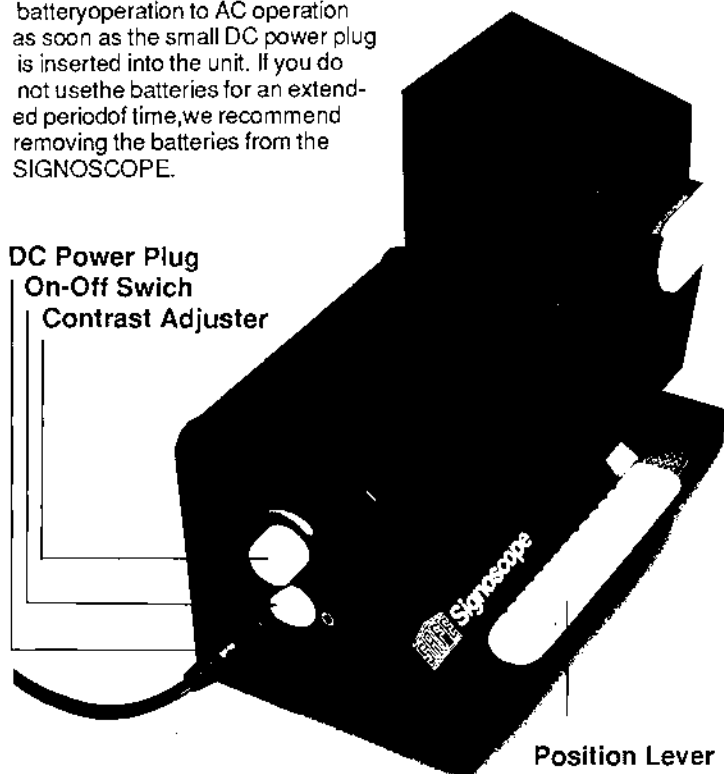 batteryoperation to AC operation
as soon as the small DC power plug
is inserted into the unit. If you do
not usethe batteries for an extend-
ed periodof time,we recommend
removing the batteries from the
SIGNOSCOPE.
DC Power Plug
On-Off Swich
Contrast Adjuster
SAFE Signoscope
Position Lever